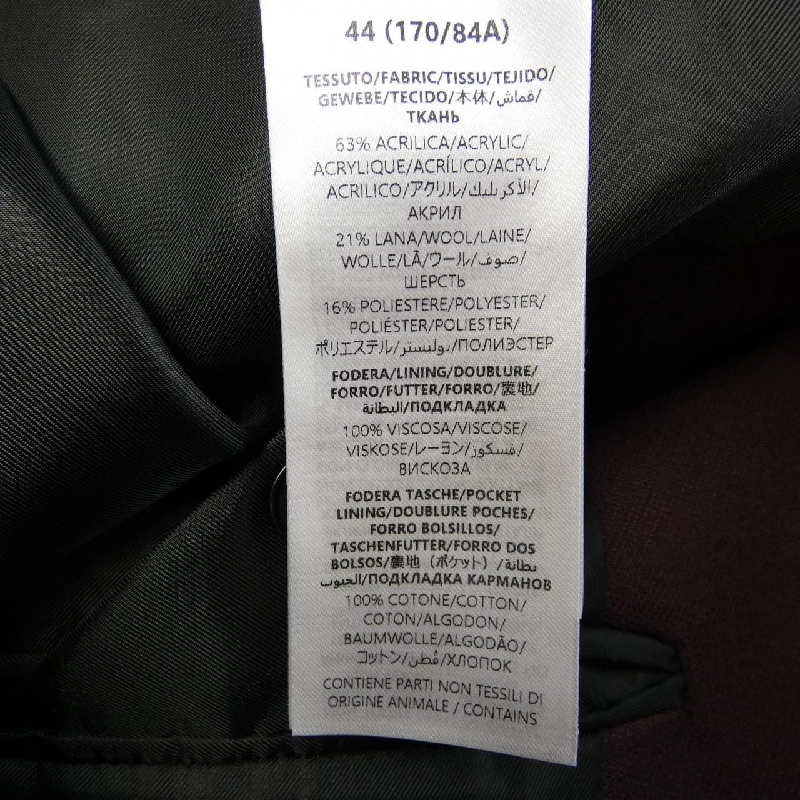 44 (170/84A)
TESSUTO/FABRIC/TISSU/TEJIDO/
GEWEBE/TECIDO/本体/قماش/
ТКАНЬ
63% ACRILICA/ACRYLIC/
ACRYLIQUE/ACRÍLICO/ACRYL/
ACRILICO/アクリル/الأكريليك/
АКРИЛ
21% LANA/WOOL/LAINE/
WOLLE/LÃ/ウール/صوف/
ШЕРСТЬ
16% POLIESTERE/POLYESTER/
POLIÉSTER/POLIESTER/
ポリエステル/بوليستر/ПОЛИЭСТЕР
FODERA/LINING/DOUBLURE/
FORRO/FUTTER/FORRO/裏地/
البطانة/ПОДКЛАДКА
100% VISCOSA/VISCOSE/
VISKOSE/レーヨン/فسكوز/
ВИСКОЗА
FODERA TASCHE/POCKET
LINING/DOUBLURE POCHES/
FORRO BOLSILLOS/
TASCHENFUTTER/FORRO DOS
BOLSOS/裏地 (ポケット) /بطانة
الجيوب/ПОДКЛАДКА КАРМАНОВ
100% COTONE/COTTON/
COTON/ALGODON/
BAUMWOLLE/ALGODÃO/
コットン/قطن/ХЛОПОК
CONTIENE PARTI NON TESSILI DI
ORIGINE ANIMALE / CONTAINS